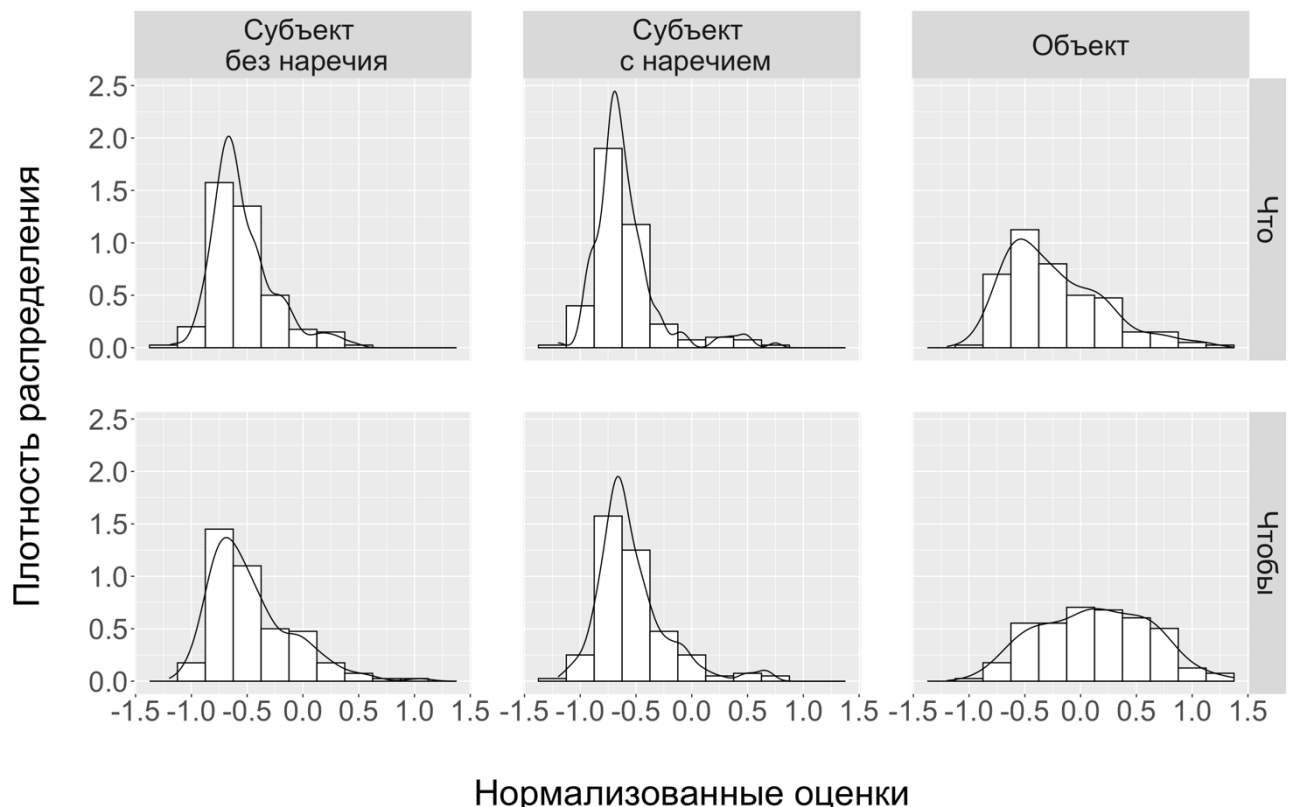 Субъект
без наречия
Субъект
с наречием
Объект
Плотность распределения
2.5
2.0
1.5
1.0
0.5
0.0
Что
2.5
2.0
1.5
1.0
0.5
0.0
Чтобы
-1.5 -1.0 -0.5 0.0 0.5 1.0 1.5
-1.5 -1.0 -0.5 0.0 0.5 1.0 1.5
-1.5 -1.0 -0.5 0.0 0.5 1.0 1.5
Нормализованные оценки